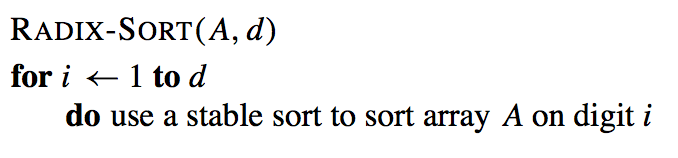 RADIX-SORT(A, d)
for i ← 1 to d
do use a stable sort to sort array A on digit i